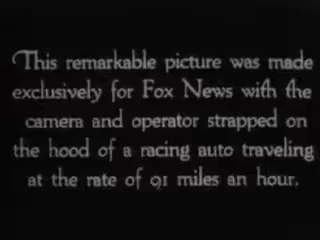 This remarkable picture was made
exclusively for Fox News with the
camera and operator strapped on
the hood of a racing auto traveling
at the rate of 91 miles an hour.